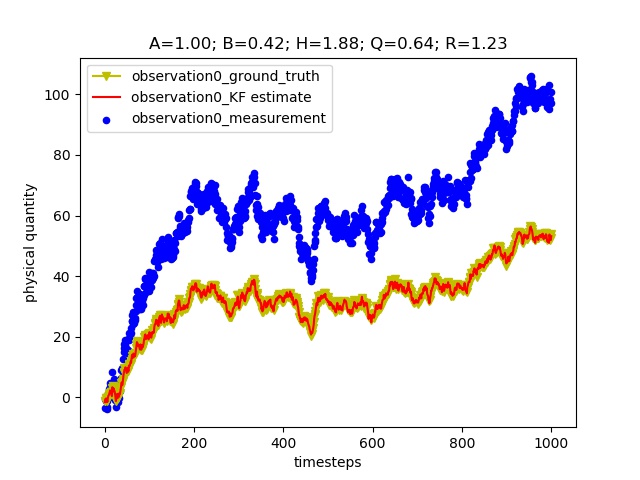 A=1.00; B=0.42; H=1.88; Q=0.64; R=1.23
observation0_ground_truth
observation0_KF estimate
observation0_measurement
physical quantity
100
80
60
40
20
0
0 200 400 600 800 1000
timesteps